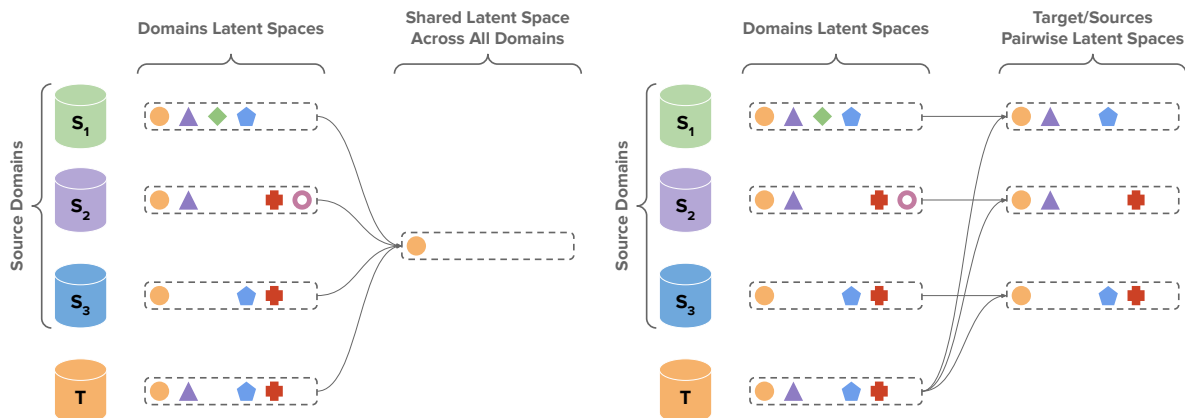 Domains Latent Spaces
Shared Latent Space
Across All Domains
Source Domains
S1
S2
S3
T
Domains Latent Spaces
Target/Sources
Pairwise Latent Spaces
Source Domains
S1
S2
S3
T